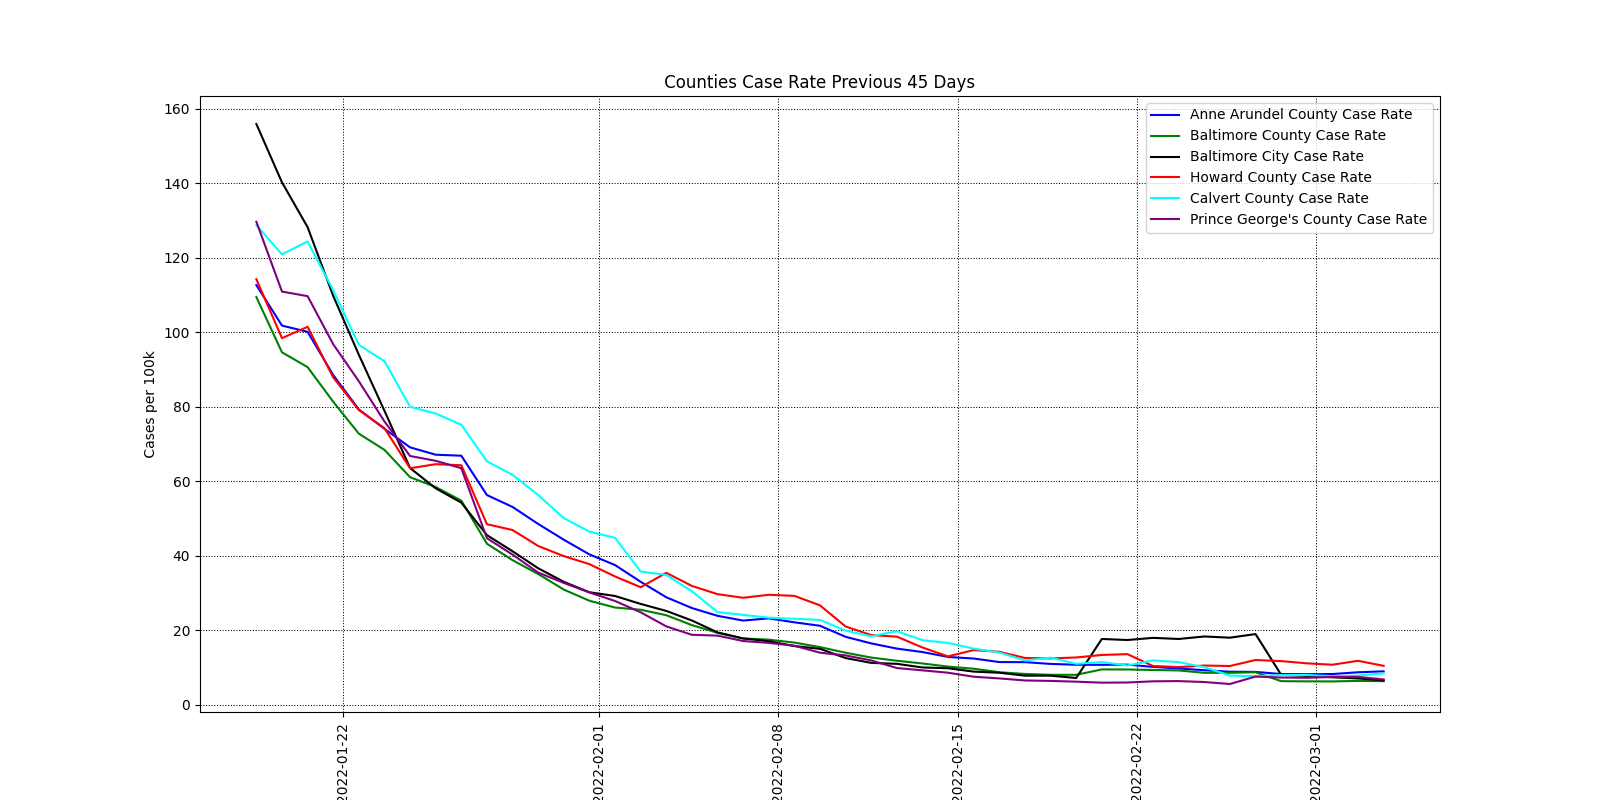 Counties Case Rate Previous 45 Days
Cases per 100k
160
140
120
100
80
60
40
20
0
Anne Arundel County Case Rate
Baltimore County Case Rate
Baltimore City Case Rate
Howard County Case Rate
Calvert County Case Rate
Prince George's County Case Rate
2022-01-22
2022-02-01
2022-02-08
2022-02-15
2022-02-22
2022-03-01